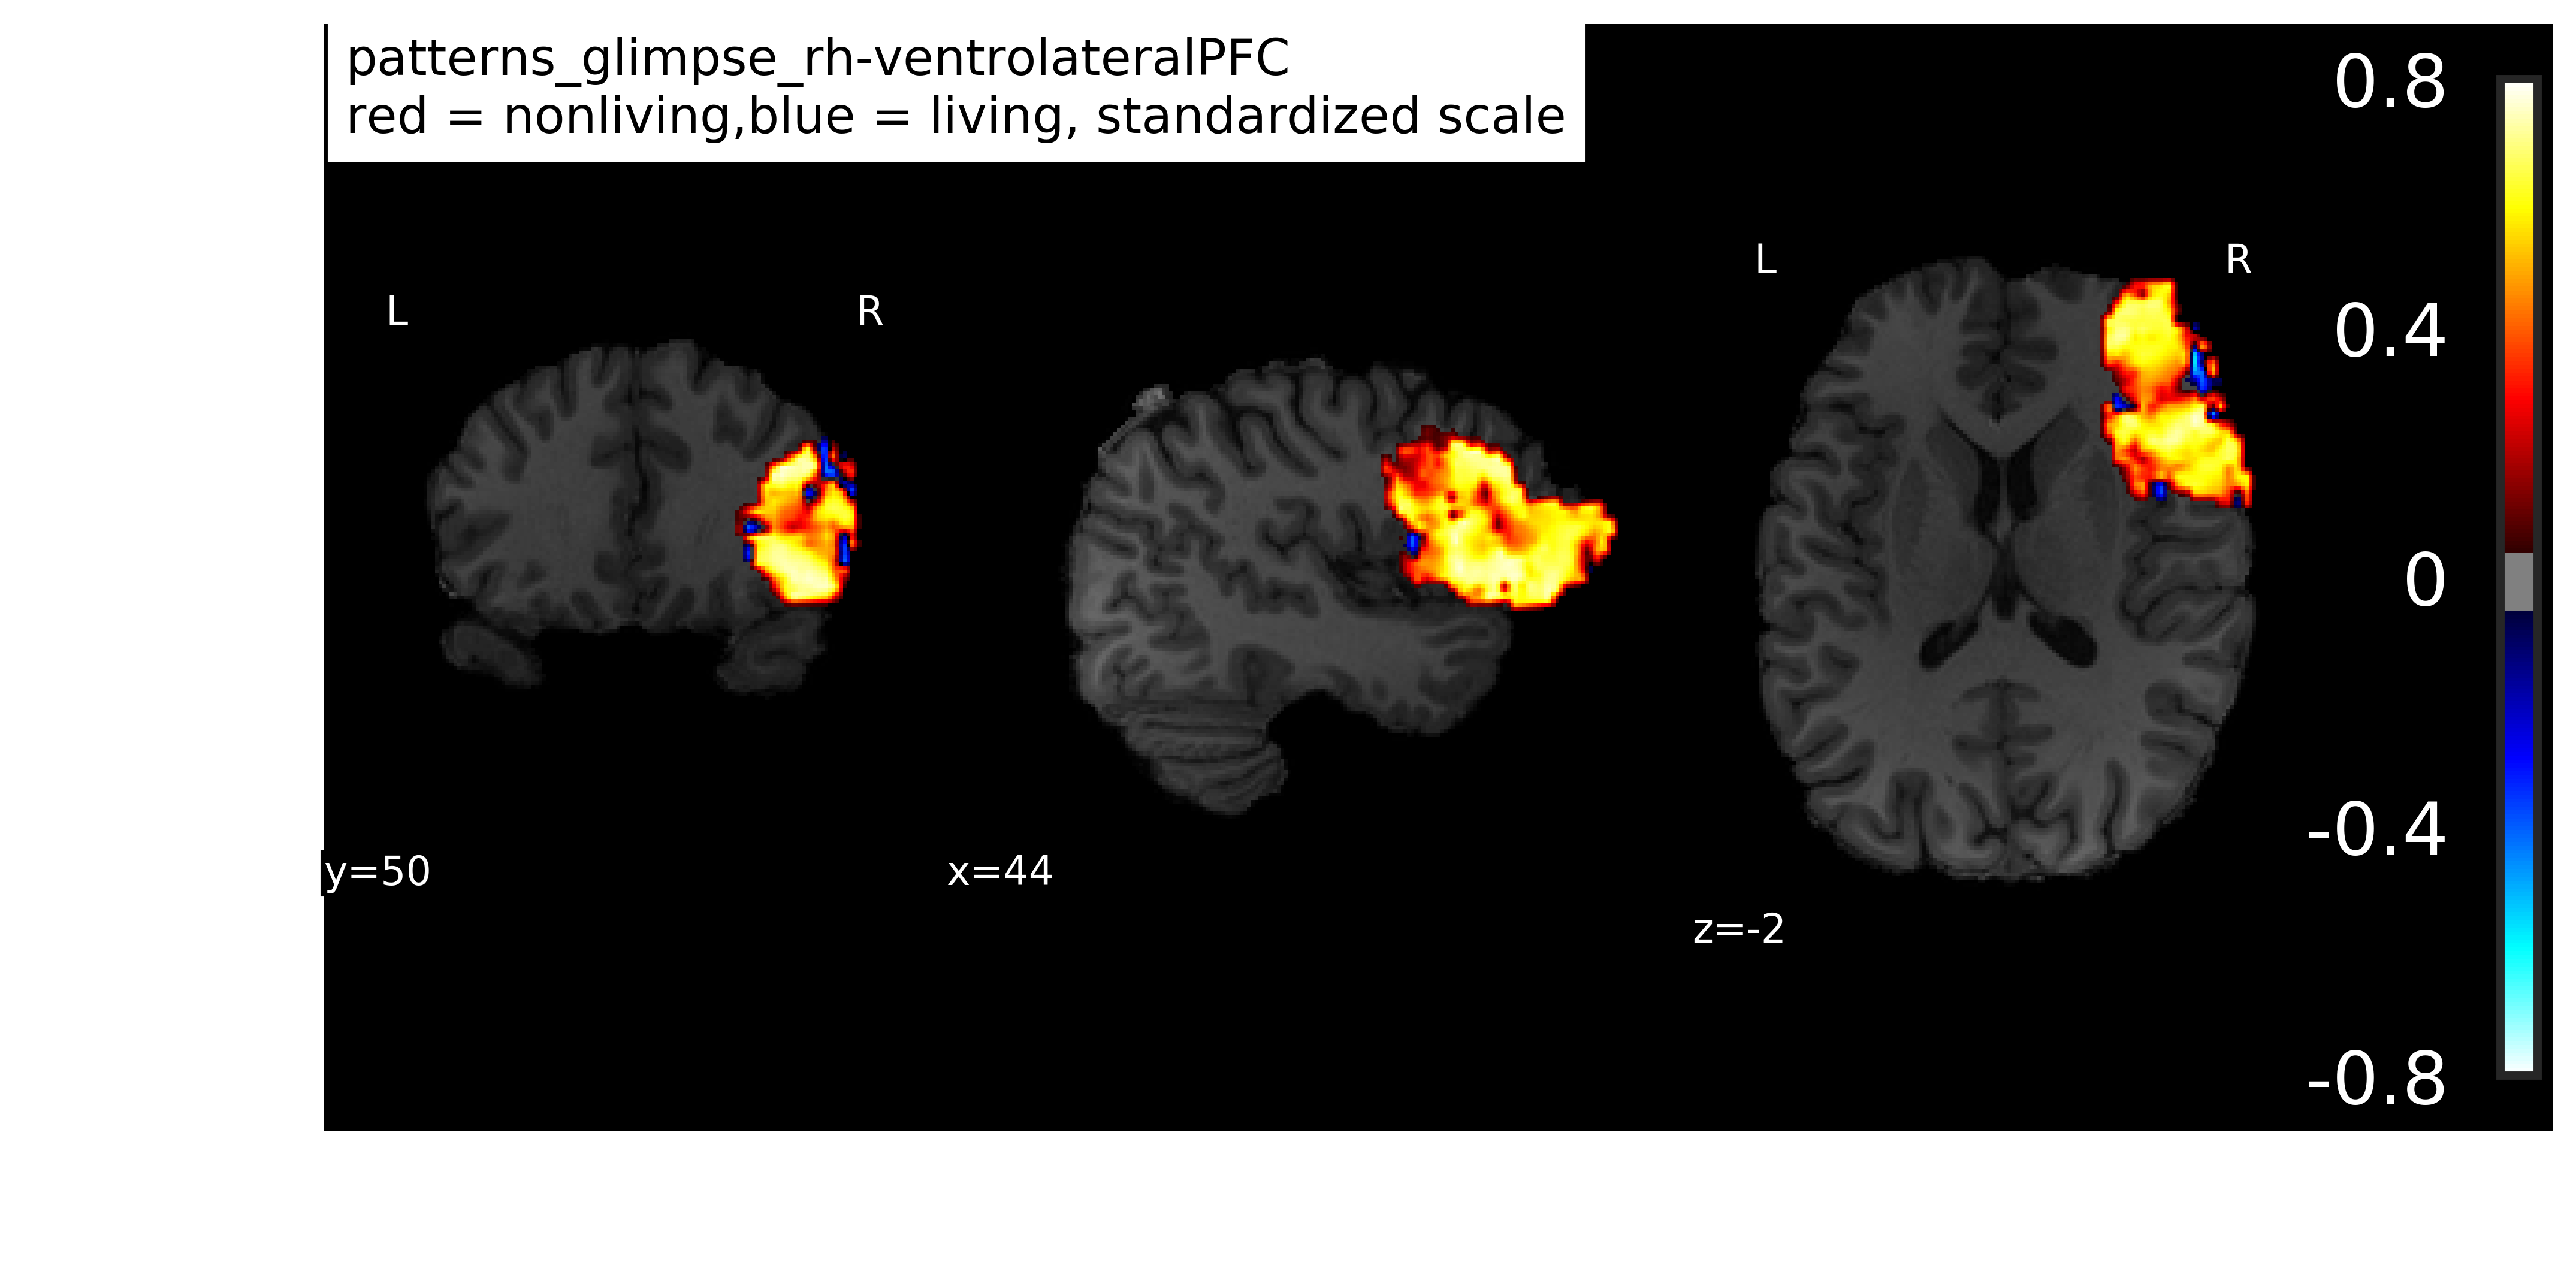 patterns_glimpse_rh-ventrolateralPFC
red = nonliving,blue = living, standardized scale
L
R
y=50
x=44
L
R
z=-2
0.8
0.4
0
-0.4
-0.8